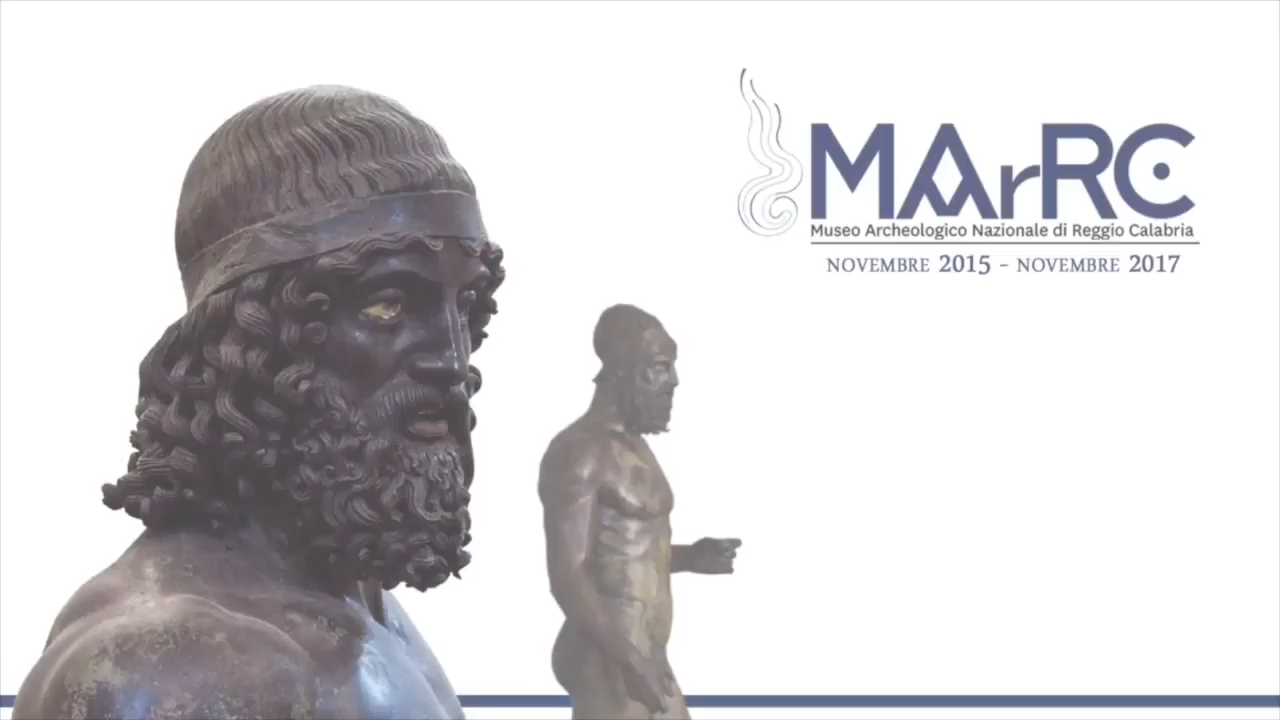 MArRC
Museo Archeologico Nazionale di Reggio Calabria
NOVEMBRE 2015 - NOVEMBRE 2017